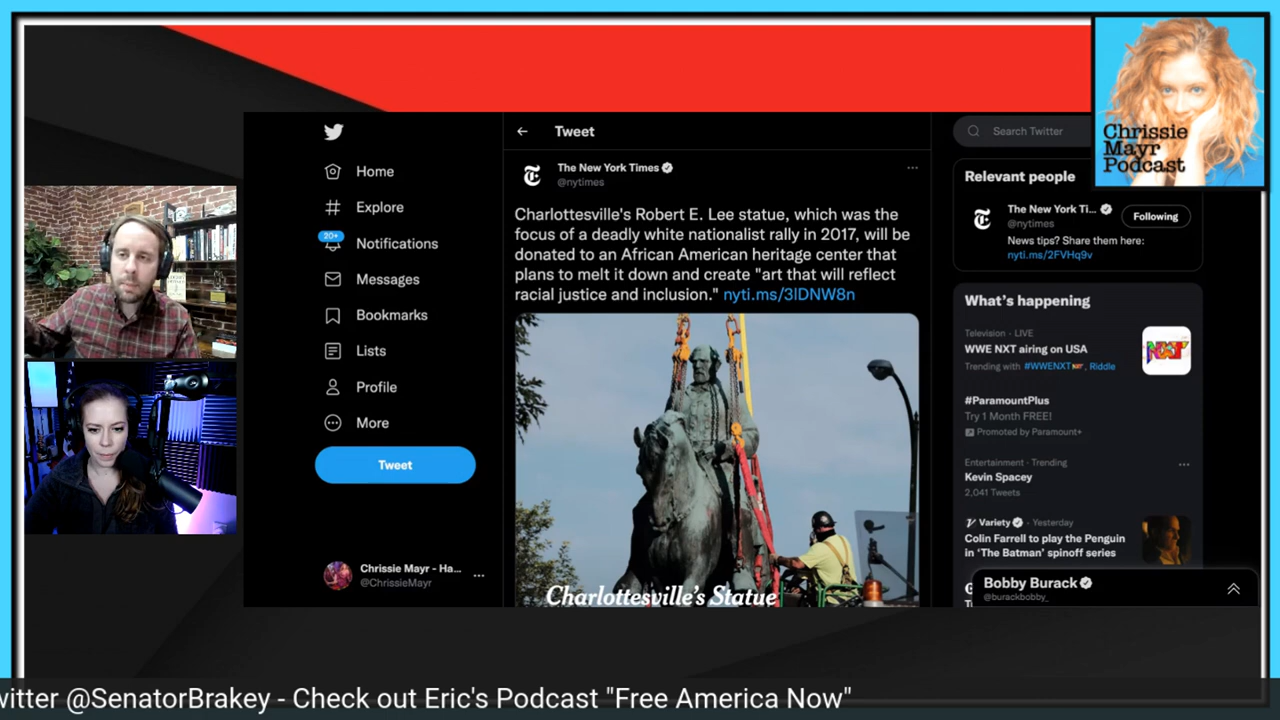 Chrissie
Mayr
Podcast
Home
Explore
20+
Notifications
Messages
Bookmarks
Lists
Profile
More
Tweet
Chrissie Mayr - Ha...
@ChrissieMayr
Tweet
The New York Times
@nytimes
Charlottesville's Robert E. Lee statue, which was the
focus of a deadly white nationalist rally in 2017, will be
donated to an African American heritage center that
plans to melt it down and create "art that will reflect
racial justice and inclusion." nyti.ms/3lDNW8n
Charlottesville's Statue
Search Twitter
Relevant people
The New York Ti...
@nytimes
Following
News tips? Share them here:
nyti.ms/2FVHq9v
What's happening
Television · LIVE
WWE NXT airing on USA
Trending with #WWENXT, Riddle
NXT
#ParamountPlus
Try 1 Month FREE!
Promoted by Paramount+
Entertainment · Trending
Kevin Spacey
2,041 Tweets
Variety · Yesterday
Colin Farrell to play the Penguin
in 'The Batman' spinoff series
Bobby Burack
@burackbobby_
witter @SenatorBrakey - Check out Eric's Podcast "Free America Now"